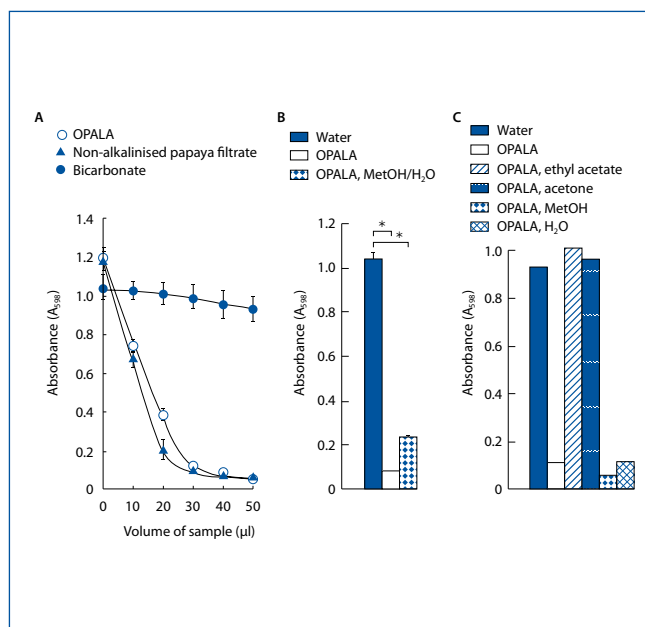 A
OPALA
Non-alkalinised papaya filtrate
Bicarbonate
1.4
1.2
1.0
0.8
0.6
0.4
0.2
0
Absorbance (A₅₉₈)
0 10 20 30 40 50
Volume of sample (µl)
B
Water
OPALA
OPALA, MetOH/H₂O
1.2
1.0
0.8
0.6
0.4
0.2
0
Absorbance (A₅₉₈)
*
*
C
Water
OPALA
OPALA, ethyl acetate
OPALA, acetone
OPALA, MetOH
OPALA, H₂O
1.0
0.8
0.6
0.4
0.2
0
Absorbance (A₅₉₈)